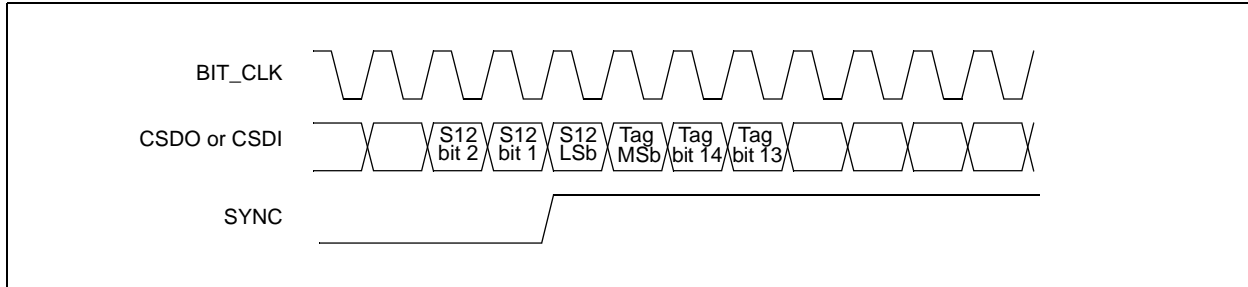 BIT_CLK
CSDO or CSDI
S12 S12 S12 Tag Tag Tag
bit 2 bit 1 LSb MSb bit 14 bit 13
SYNC